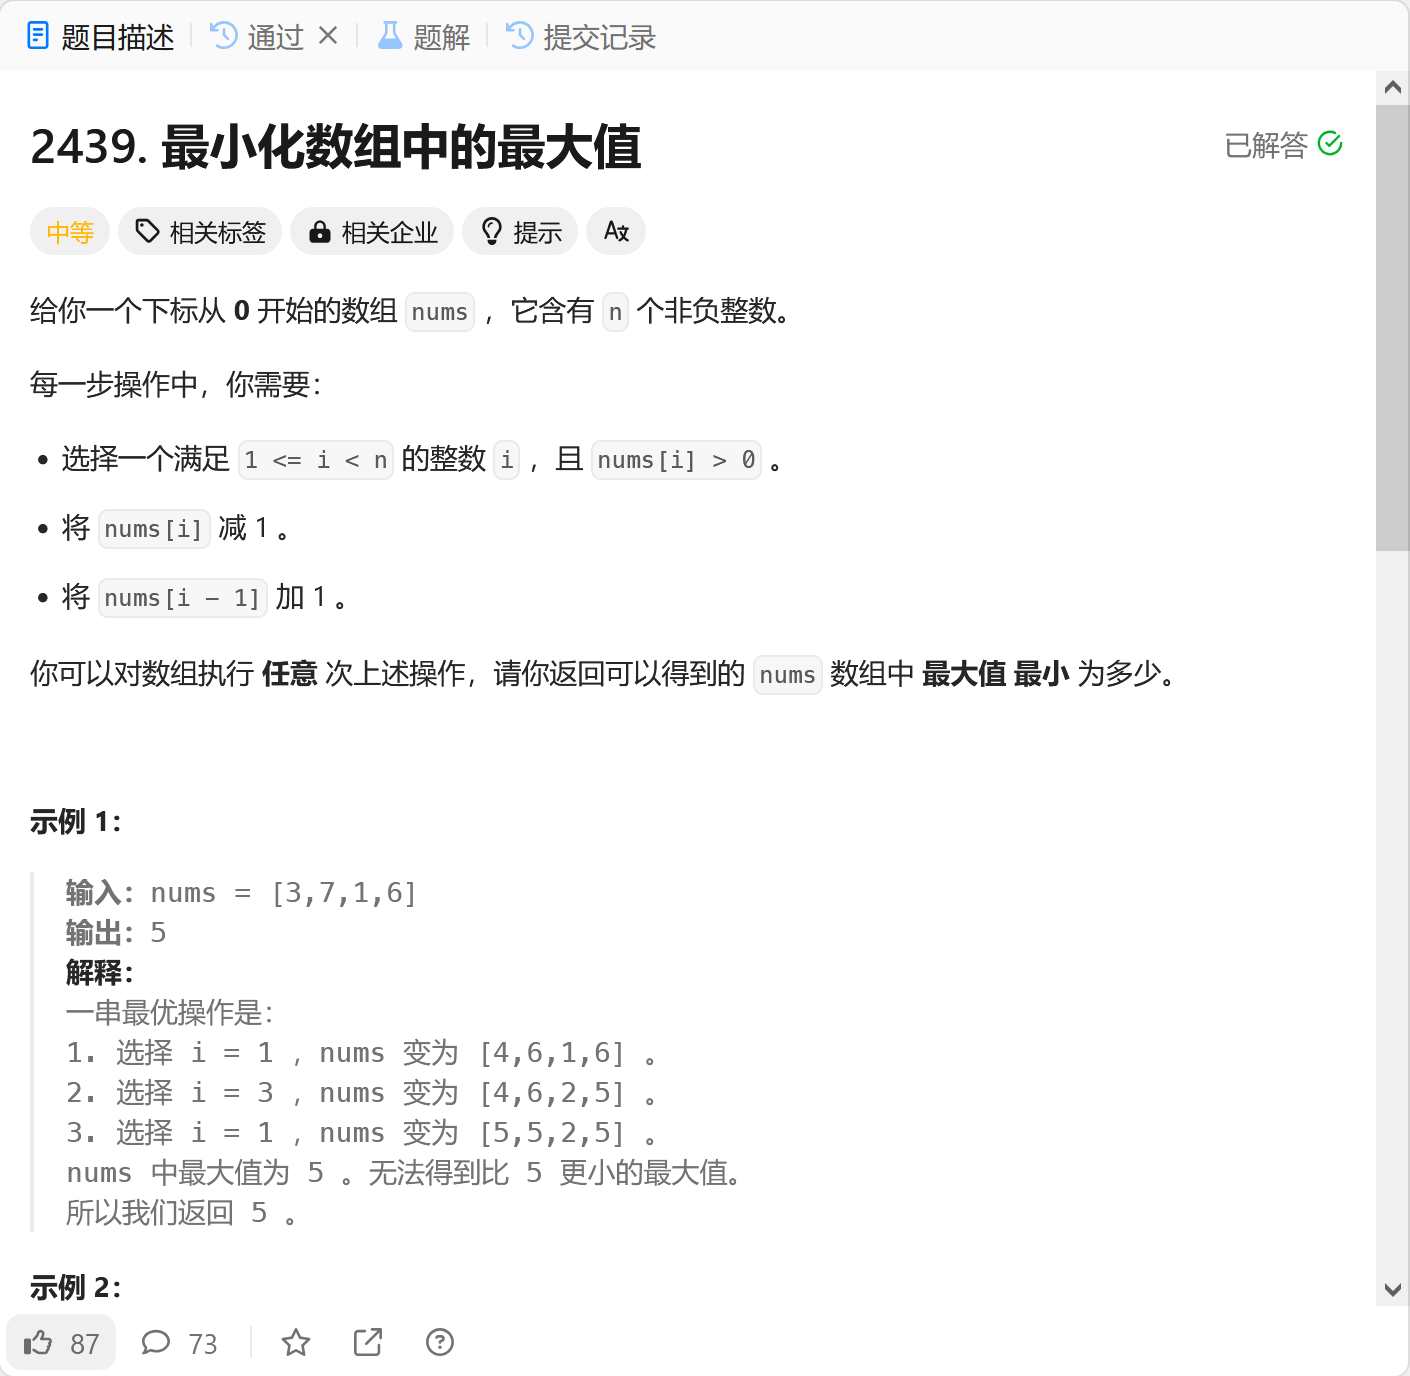 题目描述 通过 题解 提交记录
2439. 最小化数组中的最大值 已解答
中等 相关标签 相关企业 提示
给你一个下标从 0 开始的数组 nums ，它含有 n 个非负整数。
每一步操作中，你需要：
• 选择一个满足 1 <= i < n 的整数 i ，且 nums[i] > 0 。
• 将 nums[i] 减 1 。
• 将 nums[i - 1] 加 1 。
你可以对数组执行 任意 次上述操作，请你返回可以得到的 nums 数组中 最大值 最小 为多少。
示例 1：
输入：nums = [3,7,1,6]
输出：5
解释：
一串最优操作是：
1. 选择 i = 1 ，nums 变为 [4,6,1,6] 。
2. 选择 i = 3 ，nums 变为 [4,6,2,5] 。
3. 选择 i = 1 ，nums 变为 [5,5,2,5] 。
nums 中最大值为 5 。无法得到比 5 更小的最大值。
所以我们返回 5 。
示例 2：
87 73